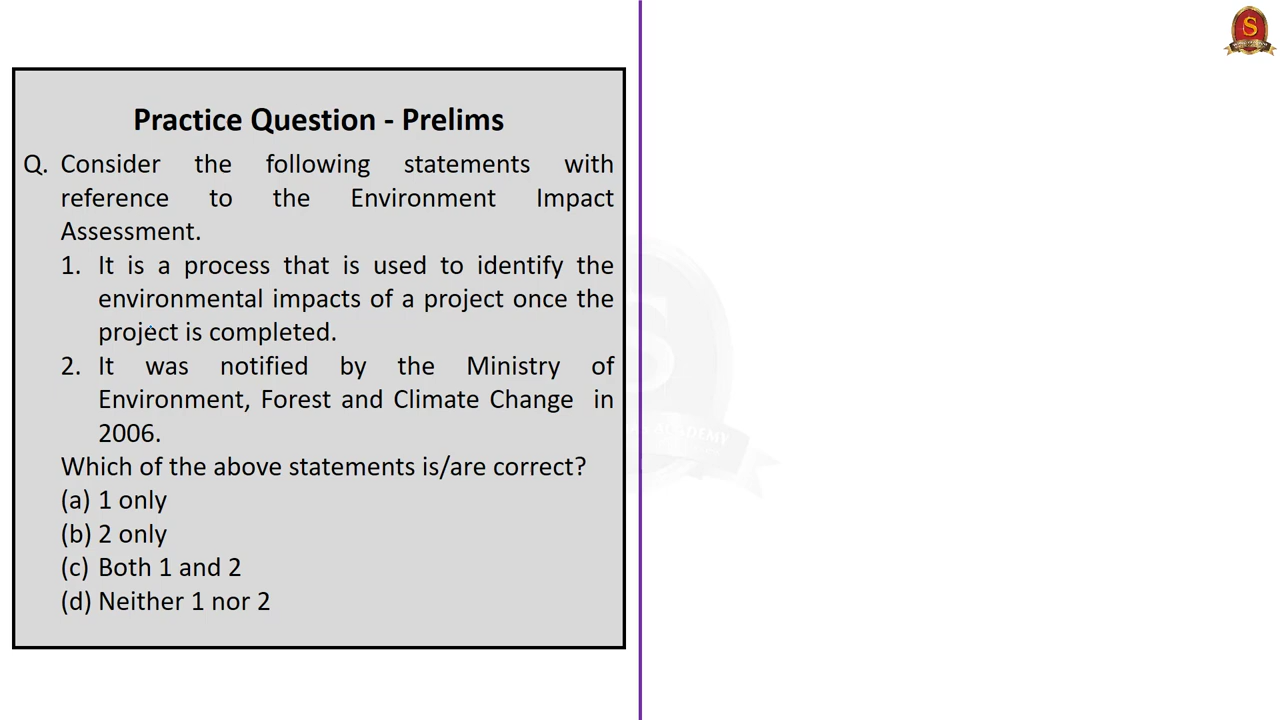 S
Practice Question - Prelims
Q. Consider the following statements with
reference to the Environment Impact
Assessment.
1. It is a process that is used to identify the
environmental impacts of a project once the
project is completed.
2. It was notified by the Ministry of
Environment, Forest and Climate Change in
2006.
Which of the above statements is/are correct?
(a) 1 only
(b) 2 only
(c) Both 1 and 2
(d) Neither 1 nor 2